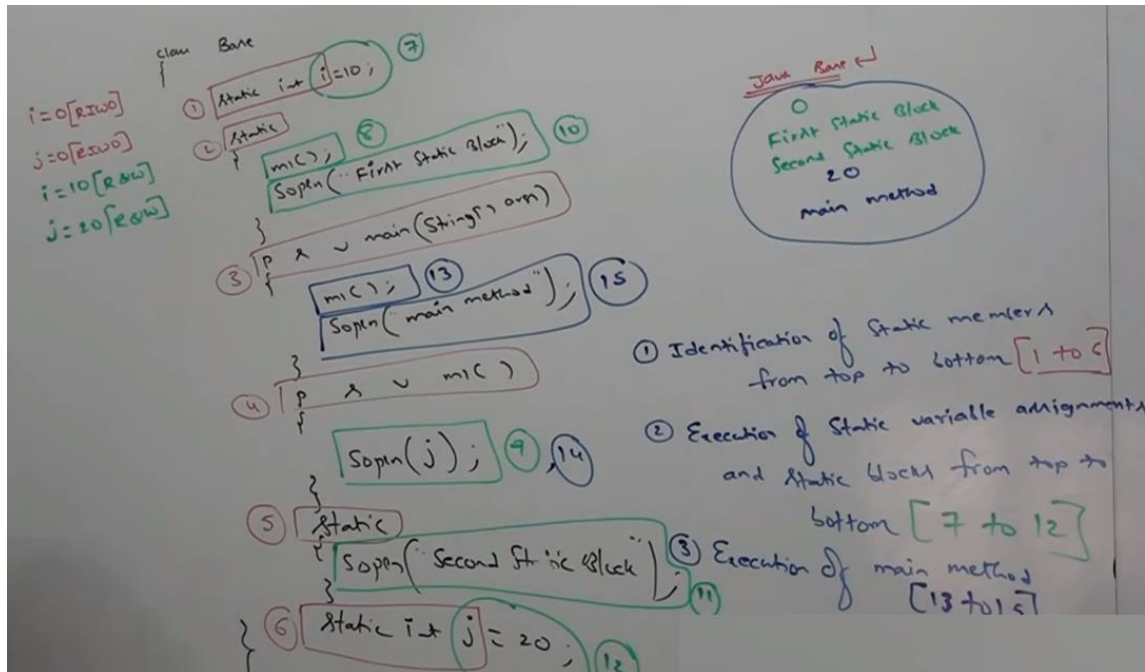 class Base
{
① static int i=10; ⑦
② static
{
m1(); ⑧
Sopln("First Static Block"); ⑩
}
③ p s v main(String[] args)
{
m1(); ⑬
Sopln("main method"); ⑮
}
④ p s v m1()
{
Sopln(j); ⑨, ⑭
}
⑤ static
{
Sopln("Second Static Block"); ⑪
}
⑥ static int j = 20; ⑫
}
i=0[RIWO]
j=0[RIWO]
i=10[R&W]
j=20[R&W]
Java Base ↵
0
First Static Block
Second Static Block
20
main method
① Identification of static members
from top to bottom [1 to 6]
② Execution of static variable assignments
and static blocks from top to
bottom [7 to 12]
③ Execution of main method
[13 to 15]